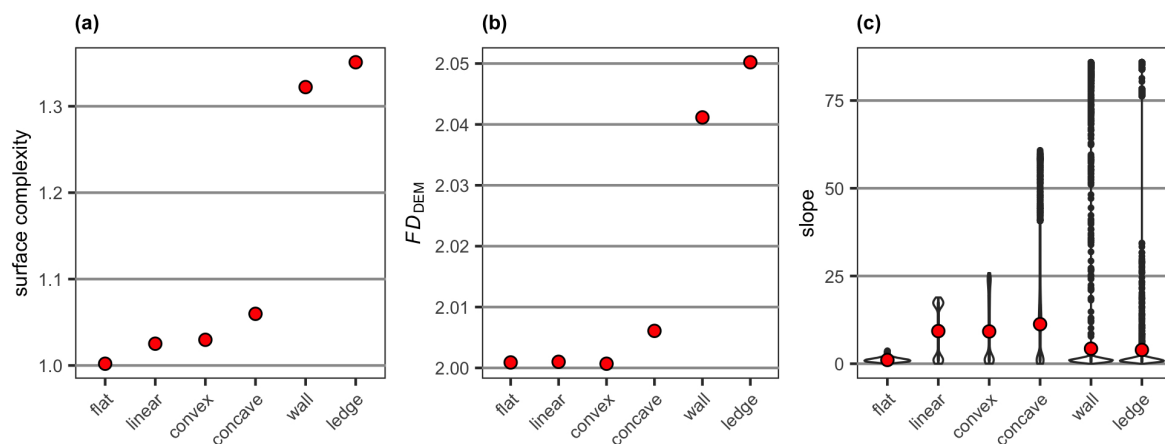 (a)
surface complexity
1.3
1.2
1.1
1.0
flat
linear
convex
concave
wall
ledge
(b)
FD_DEM
2.05
2.04
2.03
2.02
2.01
2.00
flat
linear
convex
concave
wall
ledge
(c)
slope
75
50
25
0
flat
linear
convex
concave
wall
ledge